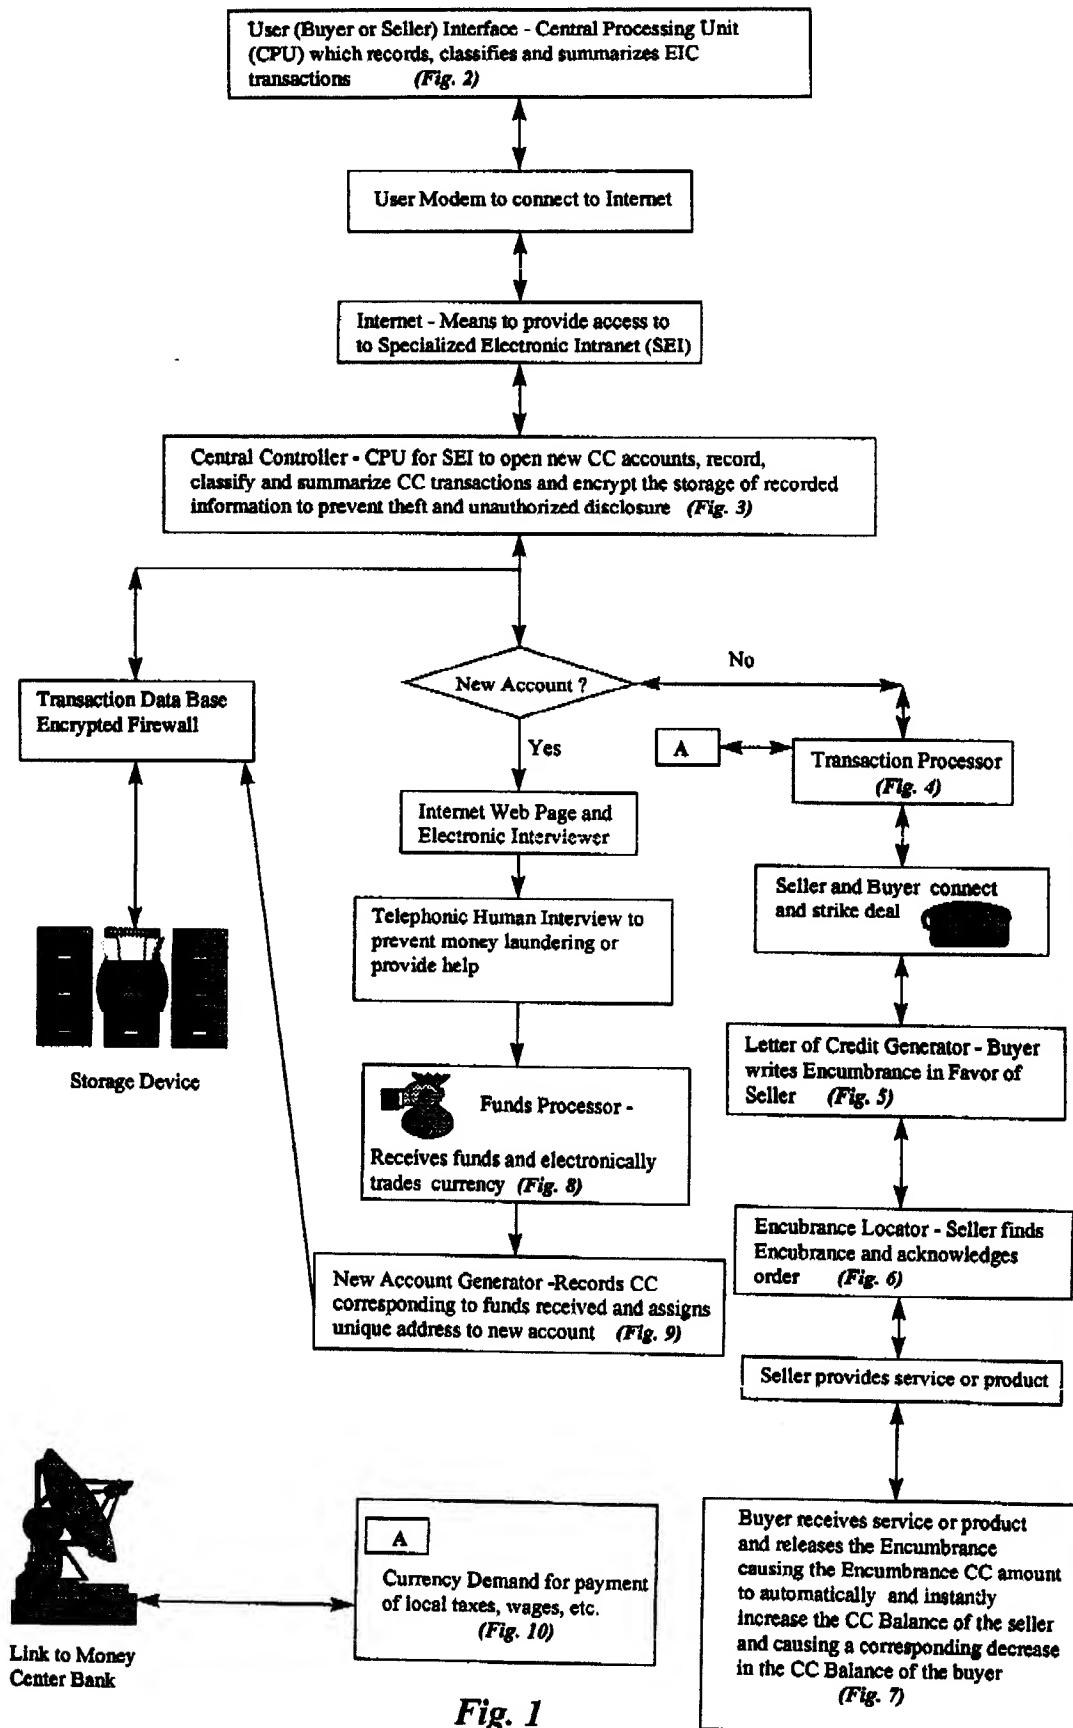 User (Buyer or Seller) Interface - Central Processing Unit
(CPU) which records, classifies and summarizes EIC
transactions (Fig. 2)
User Modem to connect to Internet
Internet - Means to provide access to
to Specialized Electronic Intranet (SEI)
Central Controller - CPU for SEI to open new CC accounts, record,
classify and summarize CC transactions and encrypt the storage of recorded
information to prevent theft and unauthorized disclosure (Fig. 3)
New Account ?
No
Yes
Transaction Data Base
Encrypted Firewall
Storage Device
A
Transaction Processor
(Fig. 4)
Internet Web Page and
Electronic Interviewer
Seller and Buyer connect
and strike deal
Telephonic Human Interview to
prevent money laundering or
provide help
Letter of Credit Generator - Buyer
writes Encumbrance in Favor of
Seller (Fig. 5)
Funds Processor -
Receives funds and electronically
trades currency (Fig. 8)
Encubrance Locator - Seller finds
Encubrance and acknowledges
order (Fig. 6)
New Account Generator -Records CC
corresponding to funds received and assigns
unique address to new account (Fig. 9)
Seller provides service or product
Buyer receives service or product
and releases the Encumbrance
causing the Encumbrance CC amount
to automatically and instantly
increase the CC Balance of the seller
and causing a corresponding decrease
in the CC Balance of the buyer
(Fig. 7)
A
Currency Demand for payment
of local taxes, wages, etc.
(Fig. 10)
Link to Money
Center Bank
Fig. 1